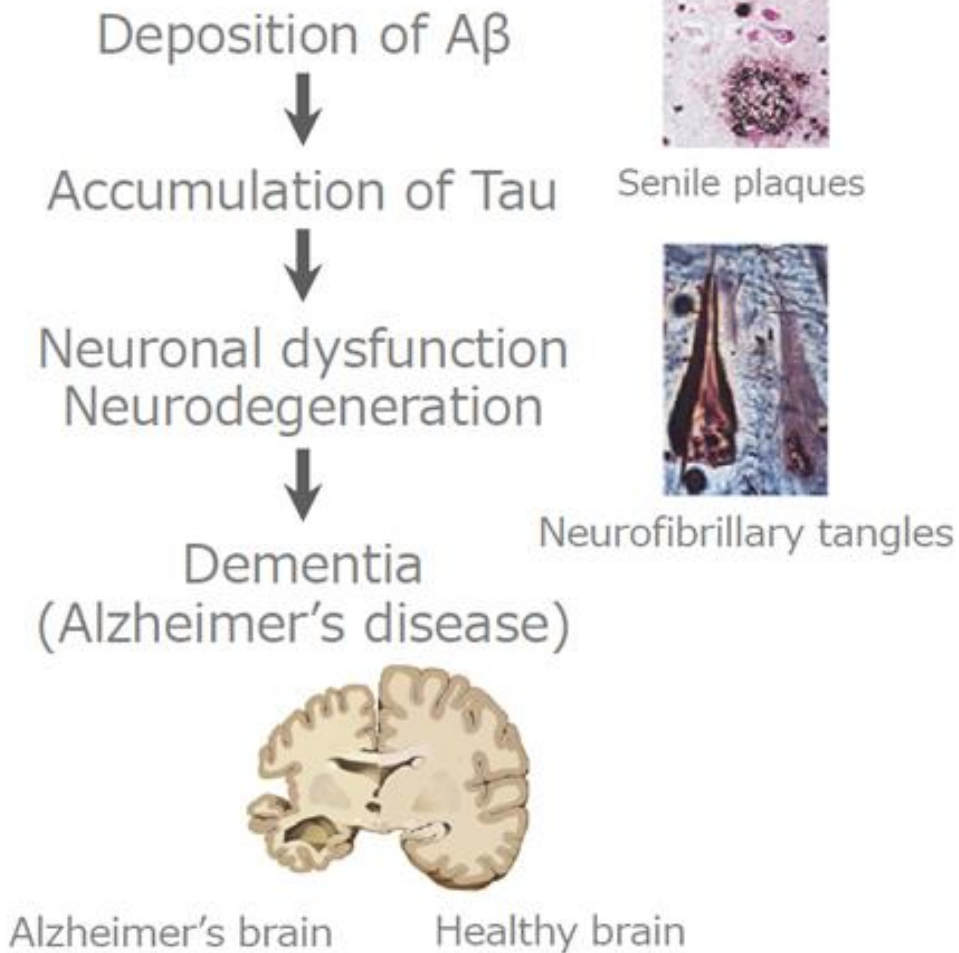 Deposition of Aβ
Senile plaques
Accumulation of Tau
Neuronal dysfunction
Neurodegeneration
Neurofibrillary tangles
Dementia
(Alzheimer's disease)
Alzheimer's brain
Healthy brain